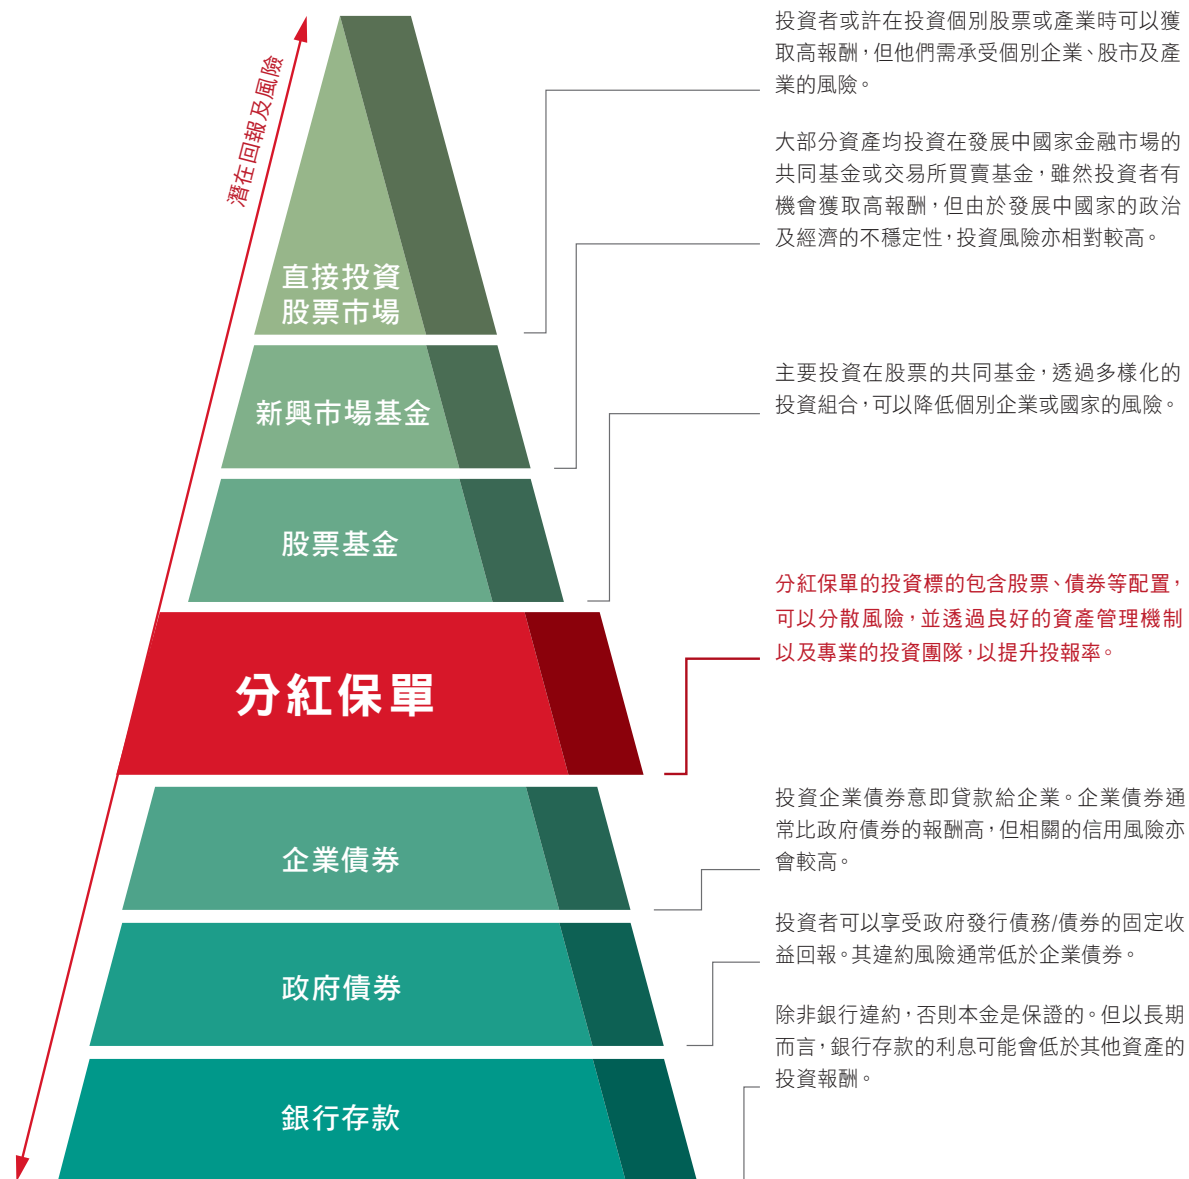 潛在回報及風險
投資者或許在投資個別股票或產業時可以獲
取高報酬，但他們需承受個別企業、股市及產
業的風險。
直接投資
股票市場
大部分資產均投資在發展中國家金融市場的
共同基金或交易所買賣基金，雖然投資者有
機會獲取高報酬，但由於發展中國家的政治
及經濟的不穩定性，投資風險亦相對較高。
新興市場基金
主要投資在股票的共同基金，透過多樣化的
投資組合，可以降低個別企業或國家的風險。
股票基金
分紅保單的投資標的包含股票、債券等配置，
可以分散風險，並透過良好的資產管理機制
以及專業的投資團隊，以提升投報率。
分紅保單
投資企業債券意即貸款給企業。企業債券通
常比政府債券的報酬高，但相關的信用風險亦
會較高。
企業債券
投資者可以享受政府發行債務/債券的固定收
益回報。其違約風險通常低於企業債券。
政府債券
除非銀行違約，否則本金是保證的。但以長期
而言，銀行存款的利息可能會低於其他資產的
投資報酬。
銀行存款